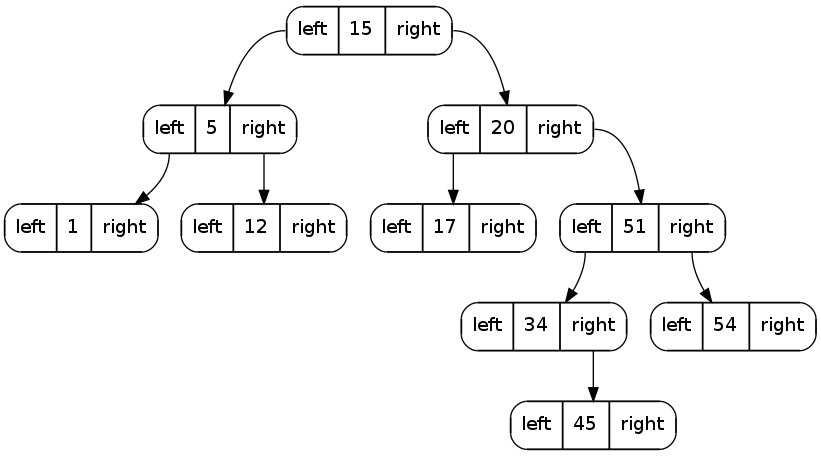 left 15 right
left 5 right
left 20 right
left 1 right
left 12 right
left 17 right
left 51 right
left 34 right
left 54 right
left 45 right